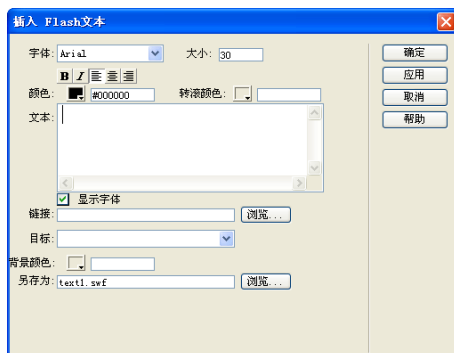 插入 Flash文本
字体: Arial 大小: 30 确定
B I 应用
颜色: #000000 转滚颜色: 取消
文本: 帮助
显示字体
链接: 浏览...
目标:
背景颜色:
另存为: text1.swf 浏览...